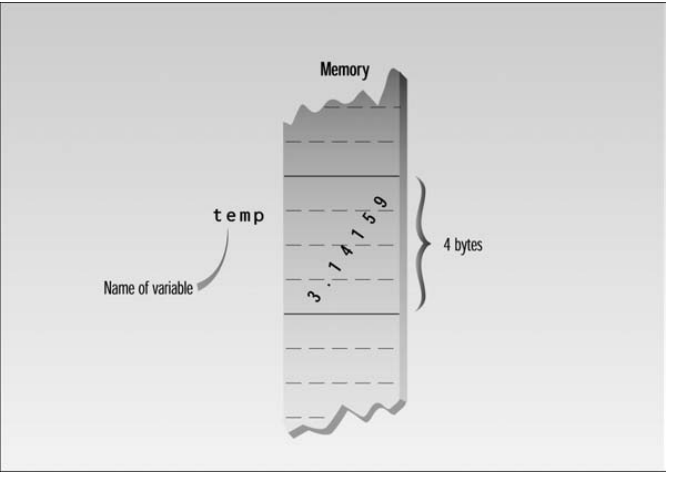 Memory
temp
3.14159
4 bytes
Name of variable